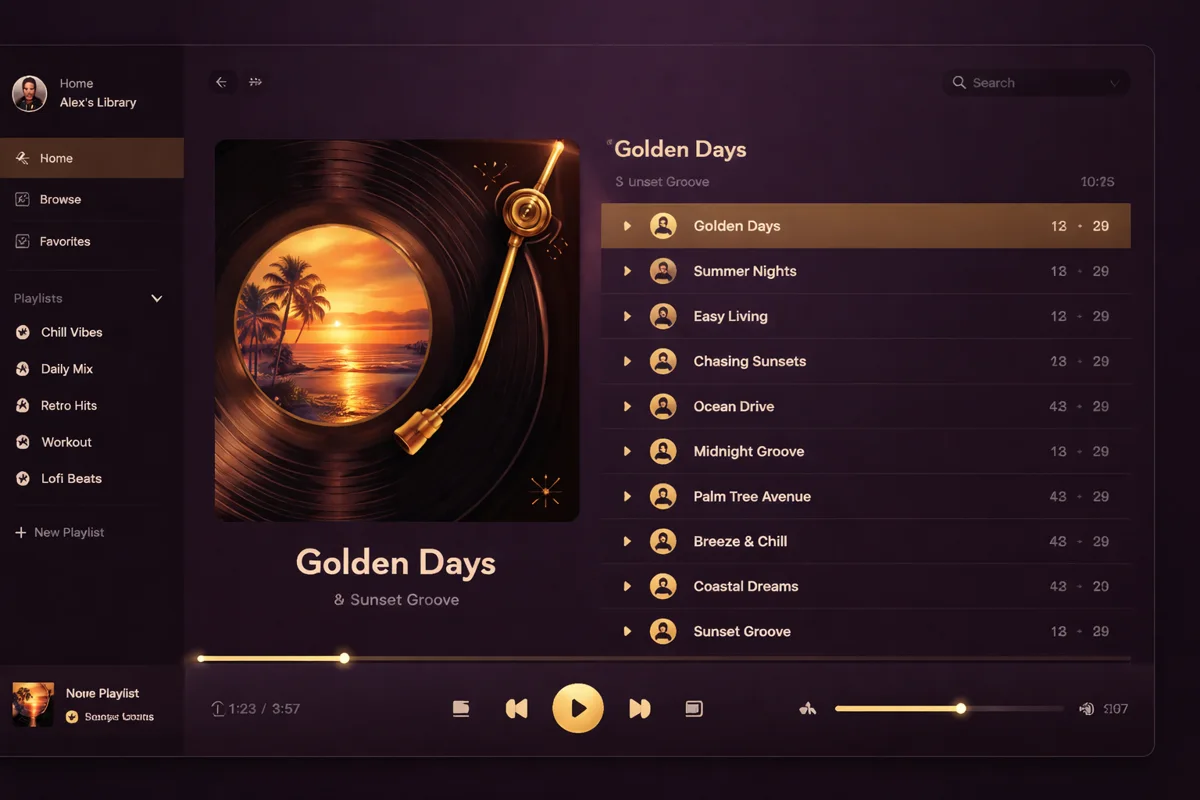 Home
Alex's Library
Home
Browse
Favorites
Playlists
Chill Vibes
Daily Mix
Retro Hits
Workout
Lofi Beats
New Playlist
Search
Golden Days
& Sunset Groove
Golden Days
S unset Groove
10:25
Golden Days 13 - 29
Summer Nights 13 - 29
Easy Living 13 - 29
Chasing Sunsets 13 - 29
Ocean Drive 43 - 29
Midnight Groove 13 - 29
Palm Tree Avenue 43 - 29
Breeze & Chill 43 - 29
Coastal Dreams 43 - 20
Sunset Groove 13 - 29
Playlist
1:23 / 3:57